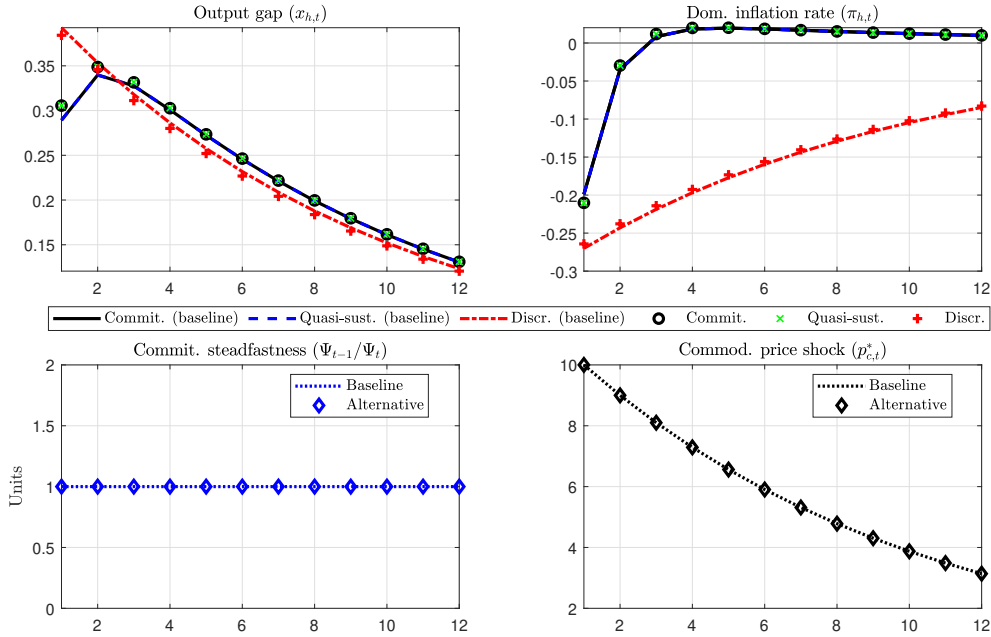 Output gap (x_{h,t})
0.35
0.3
0.25
0.2
0.15
2 4 6 8 10 12
Dom. inflation rate (π_{h,t})
0
-0.05
-0.1
-0.15
-0.2
-0.25
-0.3
2 4 6 8 10 12
Commit. (baseline) Quasi-sust. (baseline) Discr. (baseline) Commit. Quasi-sust. Discr.
Commit. steadfastness (Ψ_{t−1}/Ψ_t)
Baseline
Alternative
Units
2
1.5
1
0.5
0
2 4 6 8 10 12
Commod. price shock (p*_{c,t})
Baseline
Alternative
10
8
6
4
2
2 4 6 8 10 12